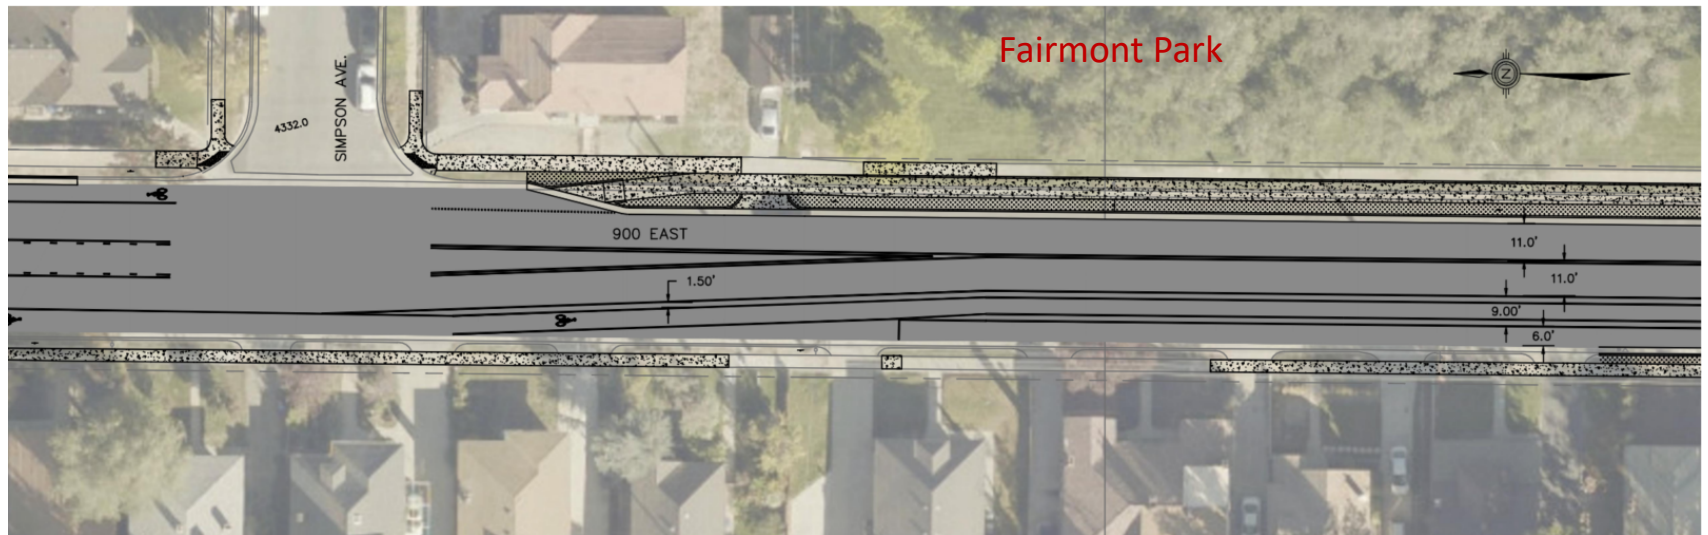 Fairmont Park
N
SIMPSON AVE.
4332.0
900 EAST
11.0'
11.0'
1.50'
9.00'
6.0'